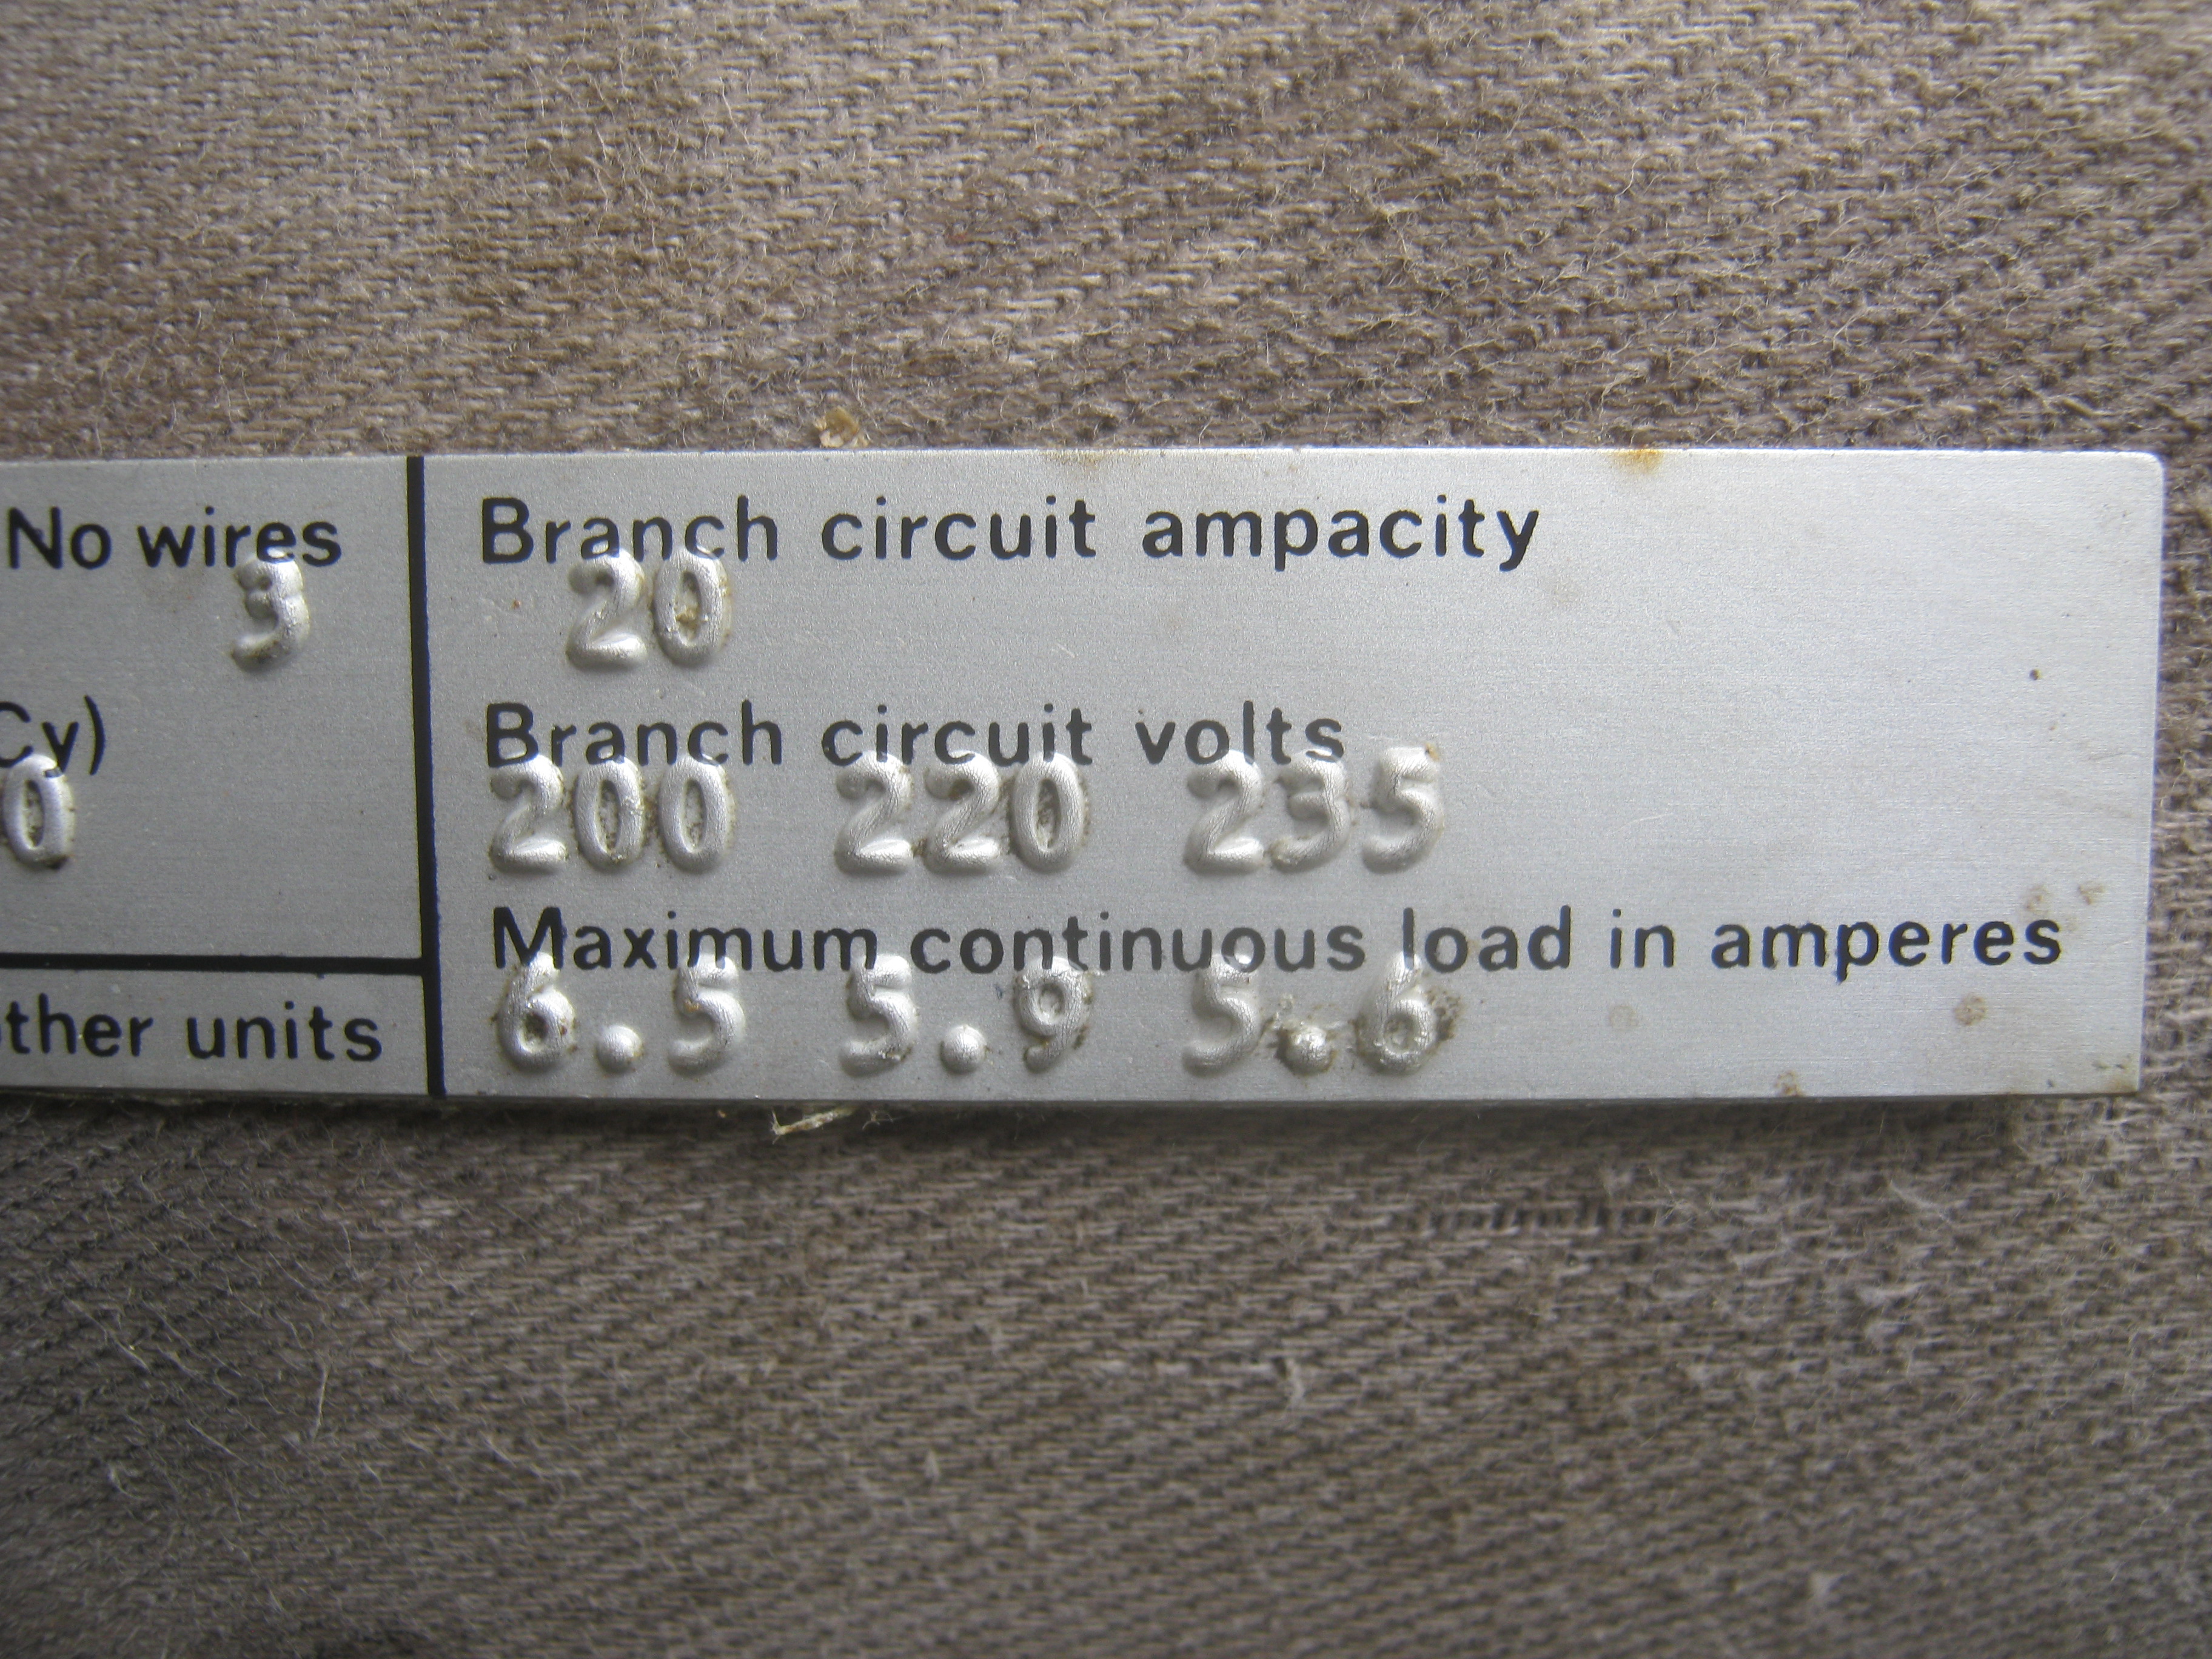 No wires
3
Cy)
0
other units
Branch circuit ampacity
20
Branch circuit volts
200 220 235
Maximum continuous load in amperes
6.5 5.9 5.6